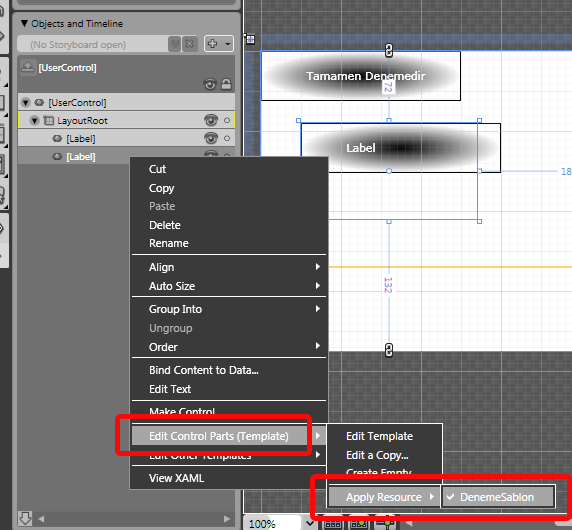 Objects and Timeline
(No Storyboard open)
[UserControl]
[UserControl]
LayoutRoot
[Label]
[Label]
Tamamen Denemedir
72
Label
18
132
Cut
Copy
Paste
Delete
Rename
Align
Auto Size
Group Into
Ungroup
Order
Bind Content to Data...
Edit Text
Make Control
Edit Control Parts (Template)
Edit Other Templates
View XAML
Edit Template
Edit a Copy...
Create Empty
Apply Resource
DenemeSablon
100%